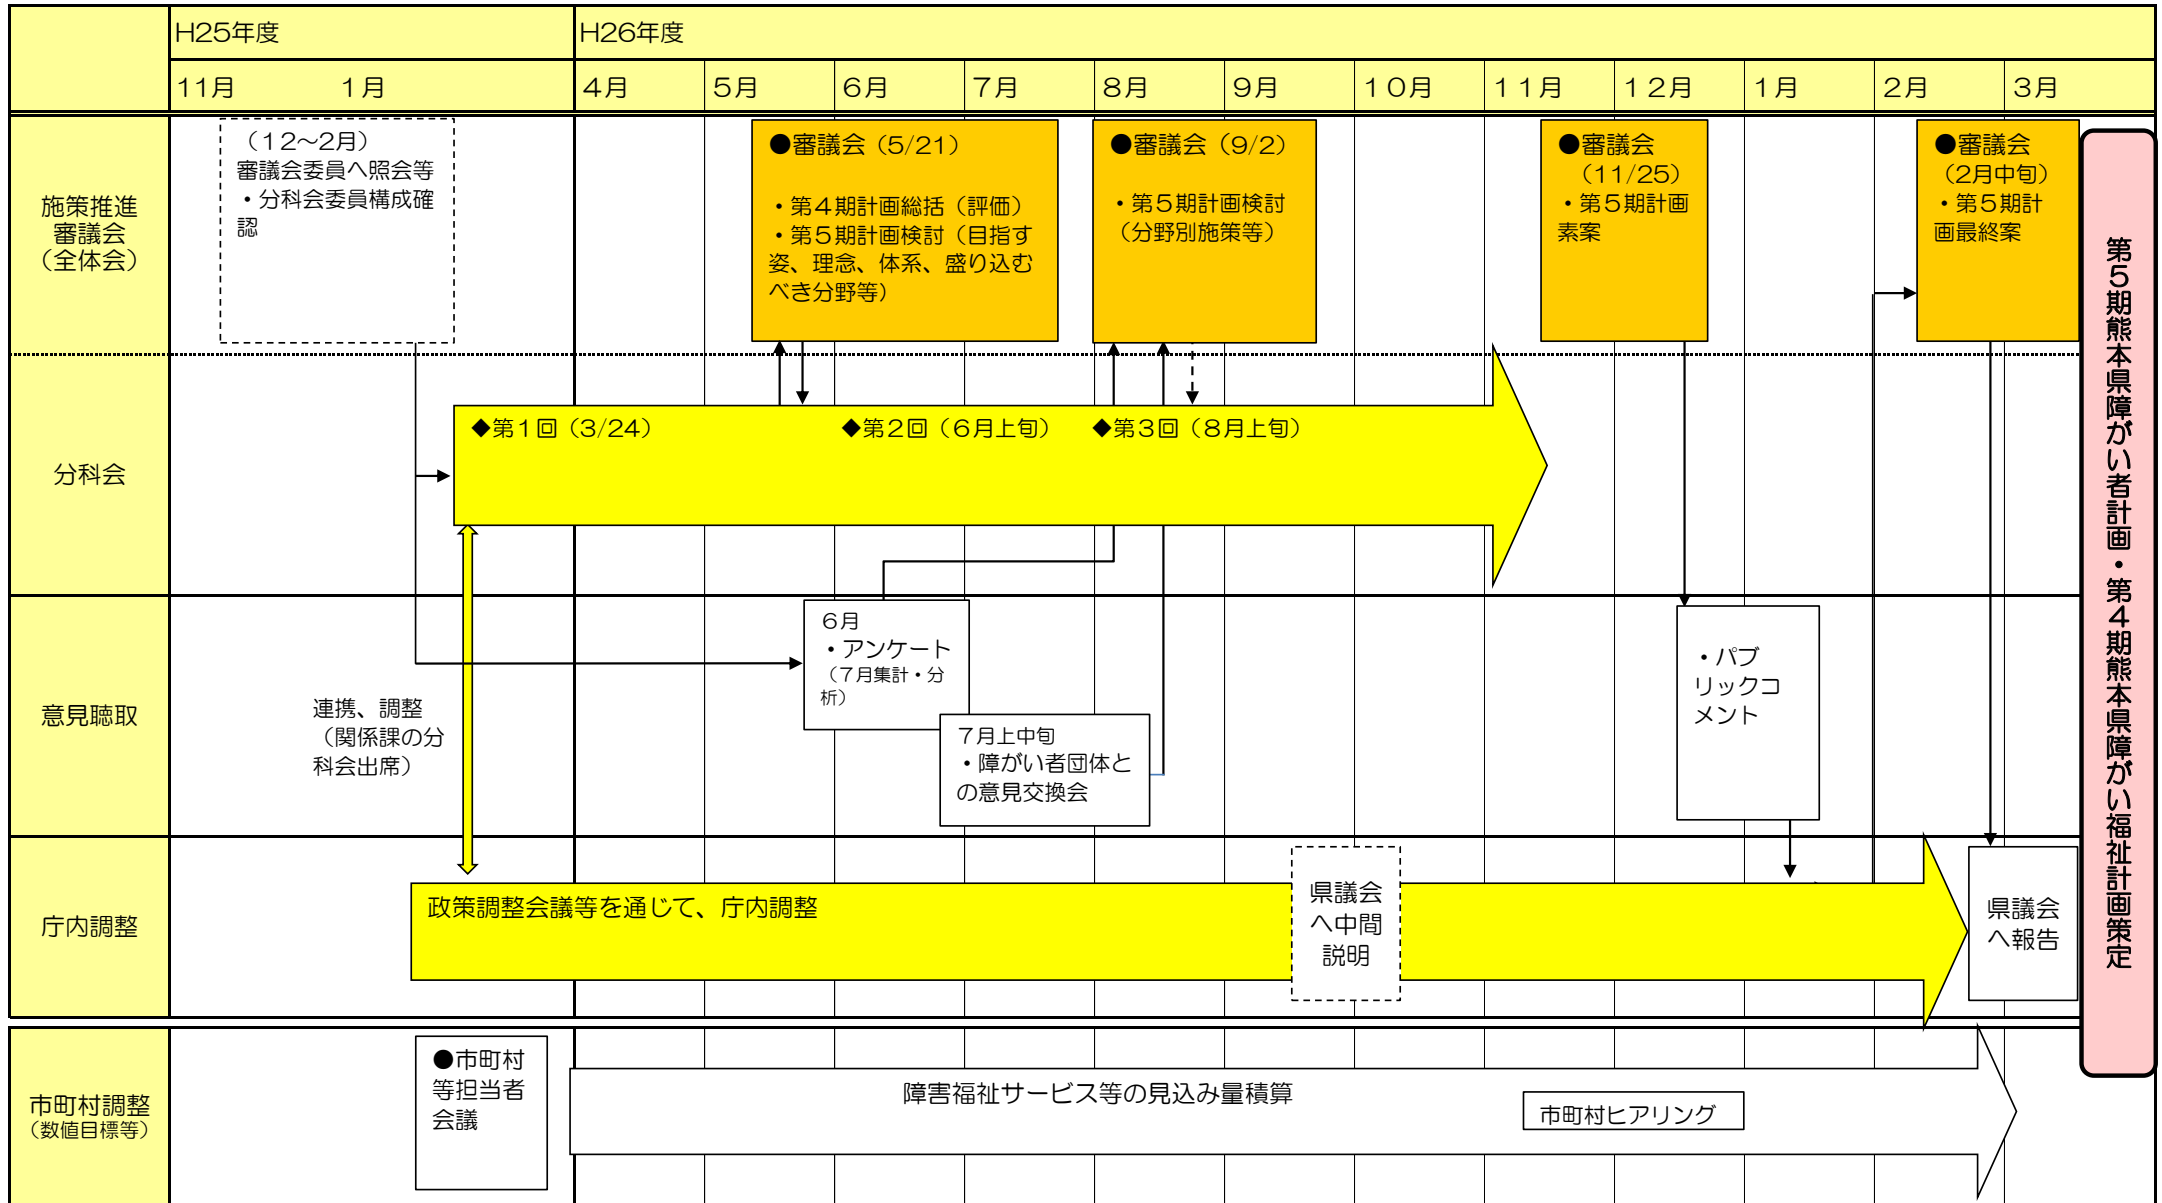 H25年度
H26年度
11月
1月
4月
5月
6月
7月
8月
9月
10月
11月
12月
1月
2月
3月
施策推進
審議会
(全体会)
(12～2月)
審議会委員へ照会等
・分科会委員構成確
認
●審議会(5/21)
・第4期計画総括(評価)
・第5期計画検討(目指す
姿、理念、体系、盛り込む
べき分野等)
●審議会(9/2)
・第5期計画検討
(分野別施策等)
●審議会
(11/25)
・第5期計画
素案
●審議会
(2月中旬)
・第5期計
画最終案
第5期熊本県障がい者計画・第4期熊本県障がい福祉計画策定
分科会
◆第1回(3/24)
◆第2回(6月上旬)
◆第3回(8月上旬)
意見聴取
連携、調整
(関係課の分
科会出席)
6月
・アンケート
(7月集計・分
析)
7月上中旬
・障がい者団体と
の意見交換会
・パブ
リックコ
メント
庁内調整
政策調整会議等を通じて、庁内調整
県議会
へ中間
説明
県議会
へ報告
市町村調整
(数値目標等)
●市町村
等担当者
会議
障害福祉サービス等の見込み量積算
市町村ヒアリング